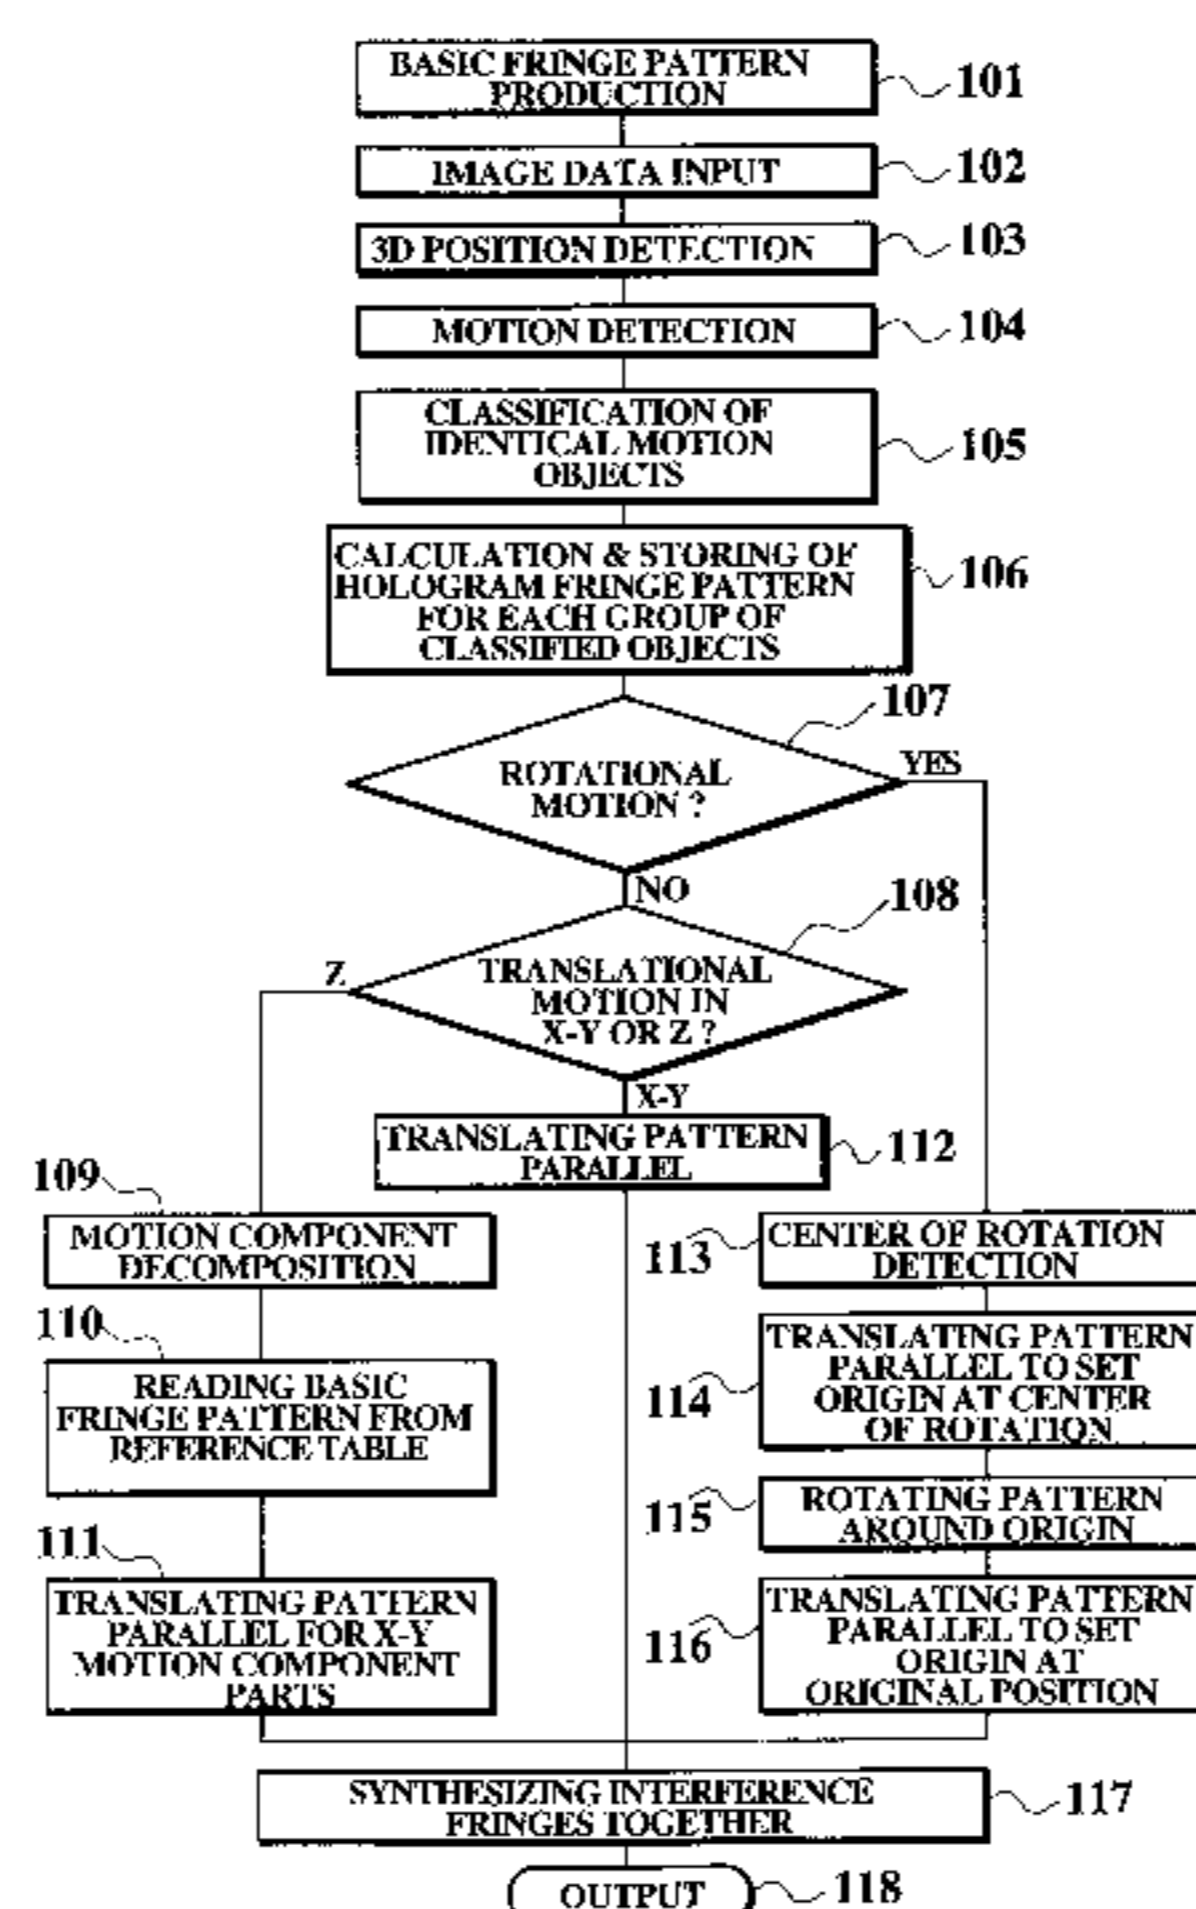 BASIC FRINGE PATTERN
PRODUCTION
101
IMAGE DATA INPUT
102
3D POSITION DETECTION
103
MOTION DETECTION
104
CLASSIFICATION OF
IDENTICAL MOTION
OBJECTS
105
CALCULATION & STORING OF
HOLOGRAM FRINGE PATTERN
FOR EACH GROUP OF
CLASSIFIED OBJECTS
106
107
ROTATIONAL
MOTION ?
YES
NO
108
Z
TRANSLATIONAL
MOTION IN
X-Y OR Z ?
X-Y
TRANSLATING PATTERN
PARALLEL
112
109
MOTION COMPONENT
DECOMPOSITION
110
READING BASIC
FRINGE PATTERN FROM
REFERENCE TABLE
111
TRANSLATING PATTERN
PARALLEL FOR X-Y
MOTION COMPONENT
PARTS
113
CENTER OF ROTATION
DETECTION
114
TRANSLATING PATTERN
PARALLEL TO SET
ORIGIN AT CENTER
OF ROTATION
115
ROTATING PATTERN
AROUND ORIGIN
116
TRANSLATING PATTERN
PARALLEL TO SET
ORIGIN AT
ORIGINAL POSITION
SYNTHESIZING INTERFERENCE
FRINGES TOGETHER
117
OUTPUT
118